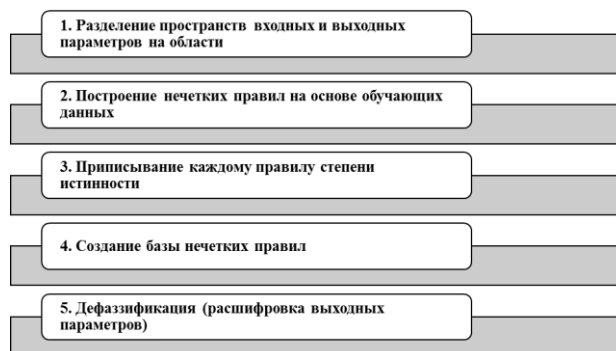 1. Разделение пространств входных и выходных
параметров на области
2. Построение нечетких правил на основе обучающих
данных
3. Приписывание каждому правилу степени
истинности
4. Создание базы нечетких правил
5. Дефаззификация (расшифровка выходных
параметров)